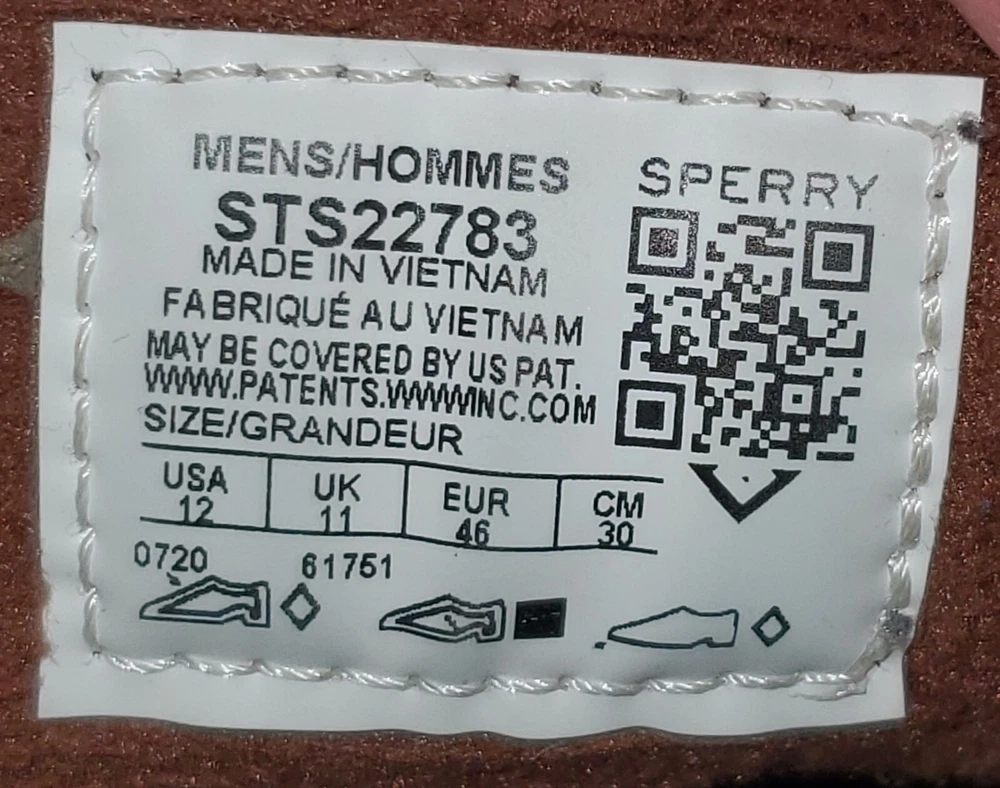 MENS/HOMMES
SPERRY
STS22783
MADE IN VIETNAM
FABRIQUÉ AU VIETNAM
MAY BE COVERED BY US PAT.
WWW.PATENTS.WWWINC.COM
SIZE/GRANDEUR
USA UK EUR CM
12 11 46 30
0720 61751